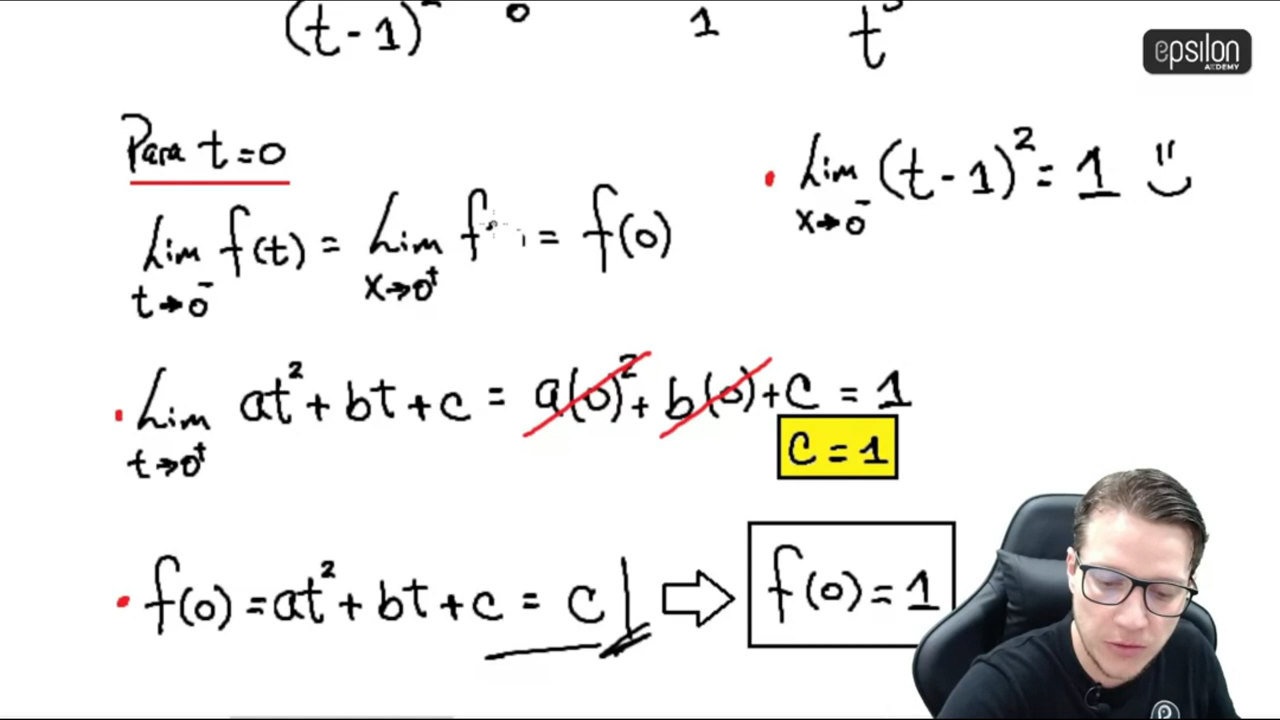 (t-1)² 0 1 t³
epsilon
AKDEMY
Para t=0
lim f(t) = lim f = f(0)
t→0⁻ x→0⁺
• lim (t-1)² = 1
x→0⁻
• lim at² + bt + c = a(0)² + b(0) + c = 1
t→0⁺
c = 1
• f(0) = at² + bt + c = c ⇒ f(0) = 1